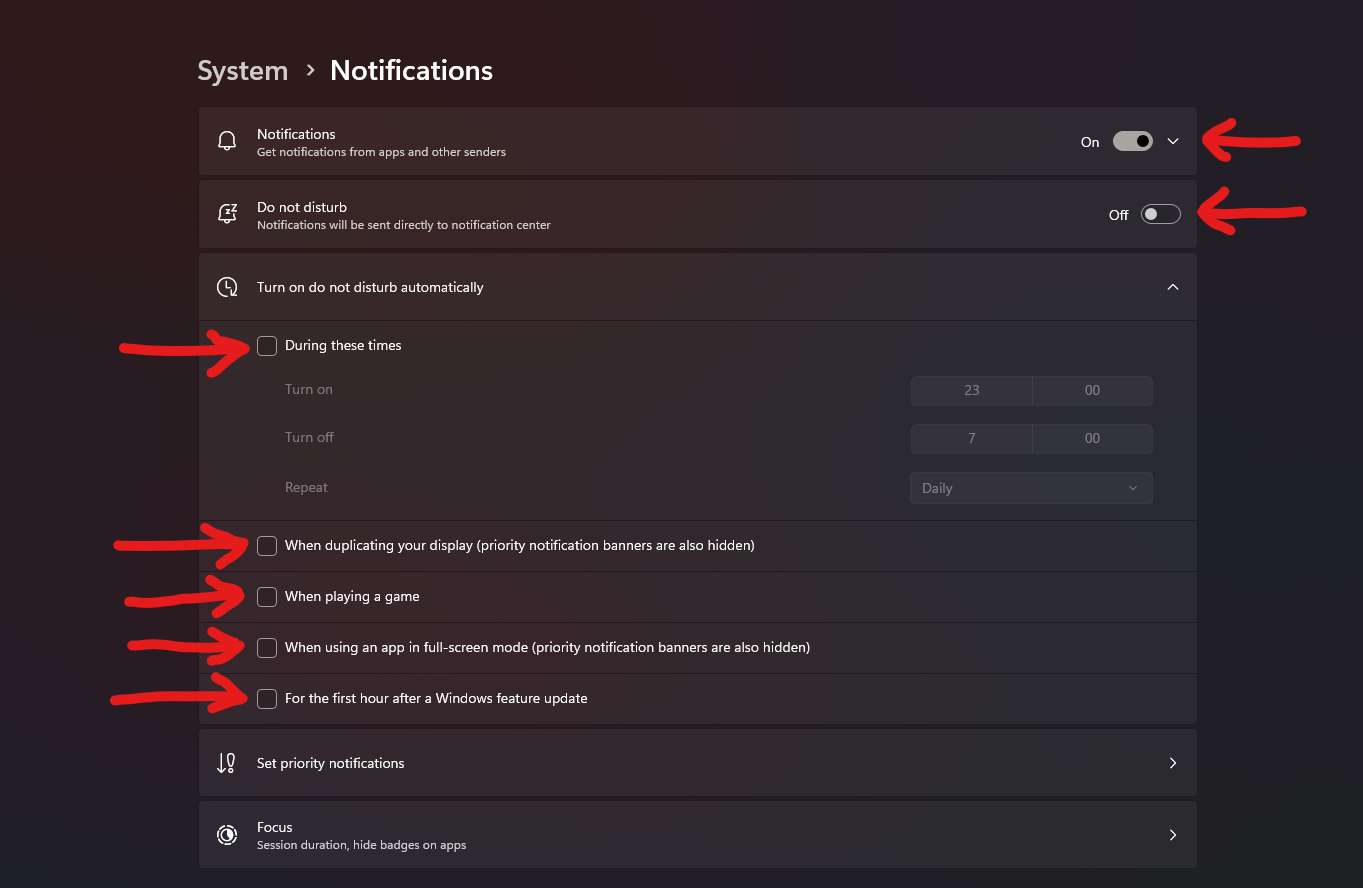 System > Notifications
Notifications
Get notifications from apps and other senders
On
Do not disturb
Notifications will be sent directly to notification center
Off
Turn on do not disturb automatically
During these times
Turn on 23 00
Turn off 7 00
Repeat Daily
When duplicating your display (priority notification banners are also hidden)
When playing a game
When using an app in full-screen mode (priority notification banners are also hidden)
For the first hour after a Windows feature update
Set priority notifications
Focus
Session duration, hide badges on apps